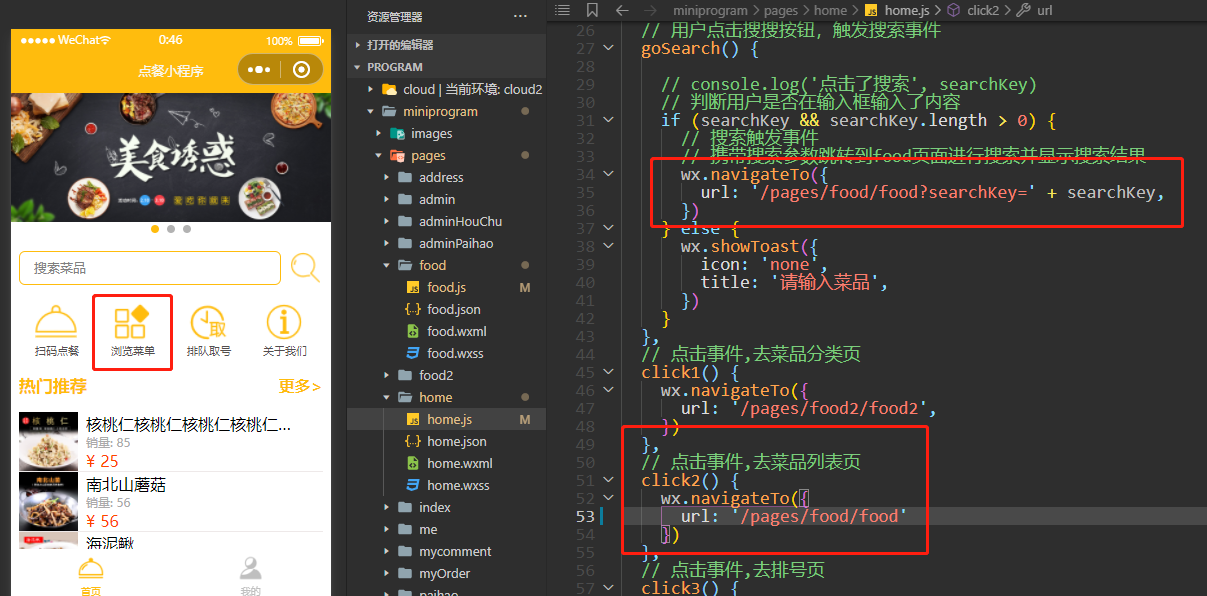 WeChat
0:46
100%
点餐小程序
美食诱惑
搜索菜品
扫码点餐
浏览菜单
排队取号
关于我们
热门推荐
更多>
核桃仁
核桃仁核桃仁核桃仁核桃仁...
销量: 85
¥ 25
南北山蘑菇
南北山蘑菇
销量: 56
¥ 56
海泥鳅
首页
我的
资源管理器
...
打开的编辑器
PROGRAM
cloud | 当前环境: cloud2
miniprogram
images
pages
address
admin
adminHouChu
adminPaihao
food
food.js
M
food.json
food.wxml
food.wxss
food2
home
home.js
M
home.json
home.wxml
home.wxss
index
me
mycomment
myOrder
paihao
miniprogram > pages > home > JS home.js > click2 > url
26 // 用户点击搜搜按钮, 触发搜索事件
27 goSearch() {
28
29 // console.log('点击了搜索', searchKey)
30 // 判断用户是否在输入框输入了内容
31 if (searchKey && searchKey.length > 0) {
32 // 搜索触发事件
33 // 携带搜索参数跳转到food页面进行搜索并显示搜索结果
34 wx.navigateTo({
35 url: '/pages/food/food?searchKey=' + searchKey,
36 })
37 } else {
38 wx.showToast({
39 icon: 'none',
40 title: '请输入菜品',
41 })
42 }
43 },
44 // 点击事件,去菜品分类页
45 click1() {
46 wx.navigateTo({
47 url: '/pages/food2/food2',
48 })
49 },
50 // 点击事件,去菜品列表页
51 click2() {
52 wx.navigateTo({
53 url: '/pages/food/food'
54 })
55 },
56 // 点击事件,去排号页
57 click3() {